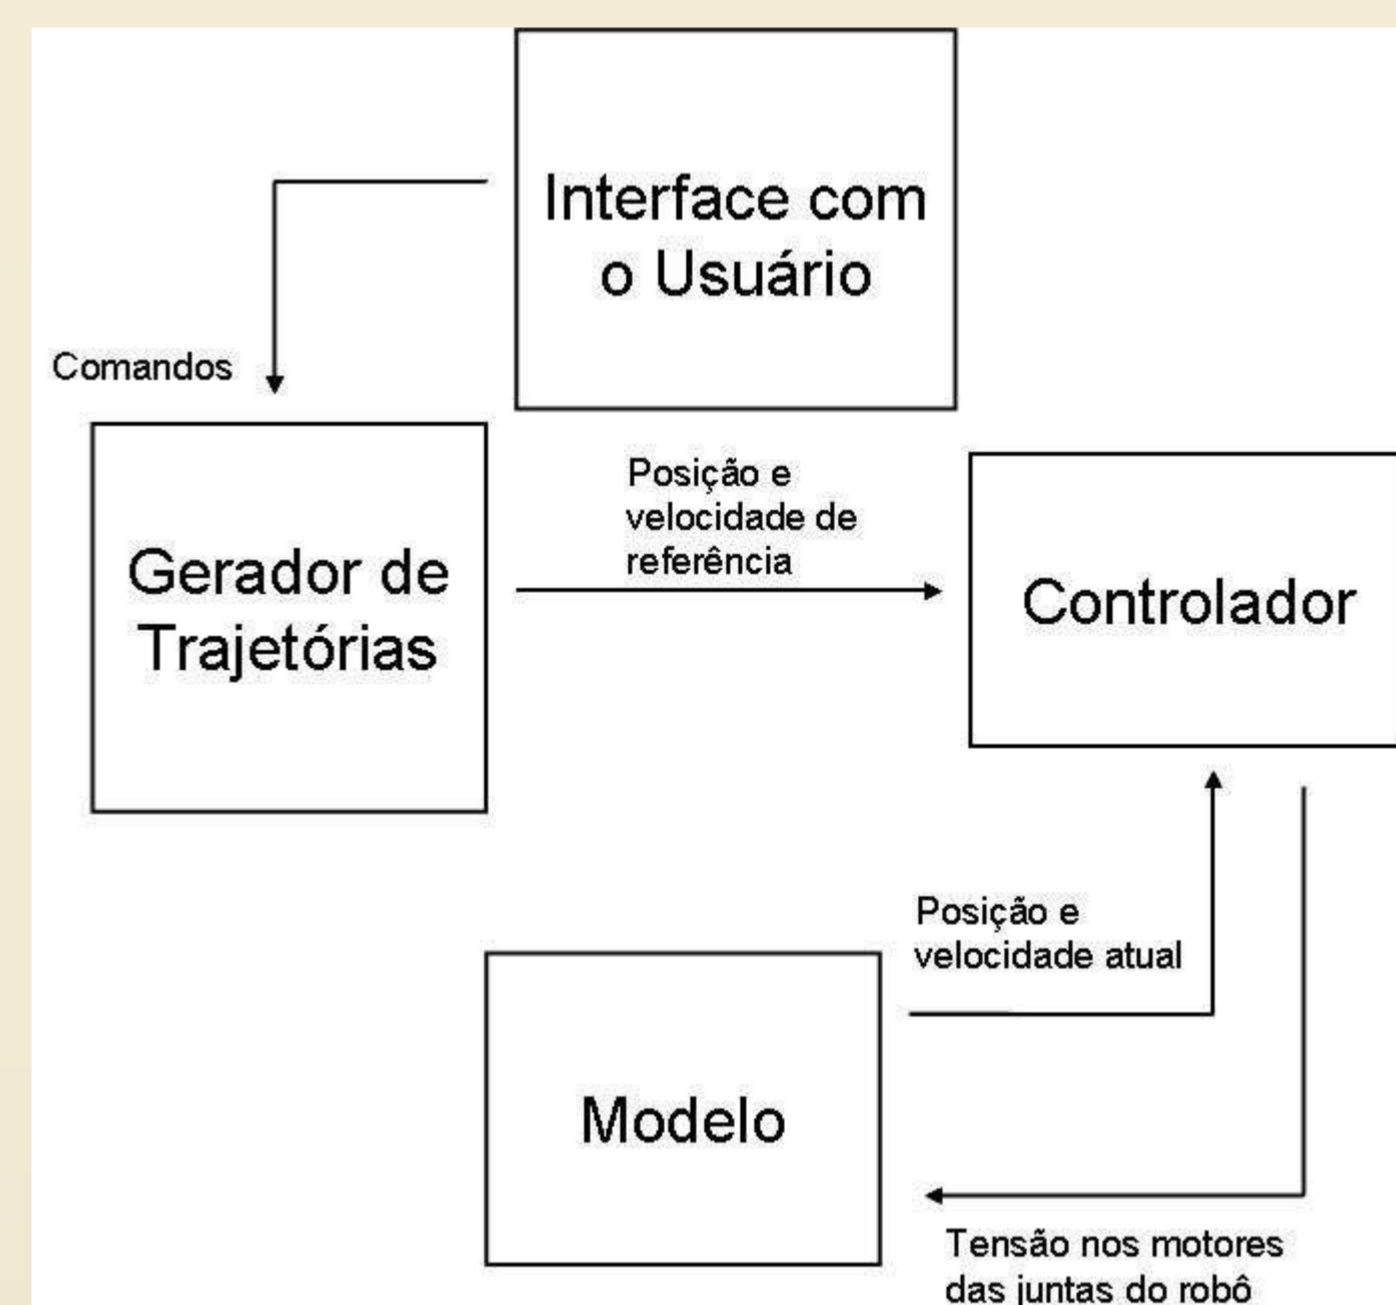 Interface com
o Usuário
Comandos
Posição e
velocidade de
referência
Gerador de
Trajetórias
Controlador
Posição e
velocidade atual
Modelo
Tensão nos motores
das juntas do robô